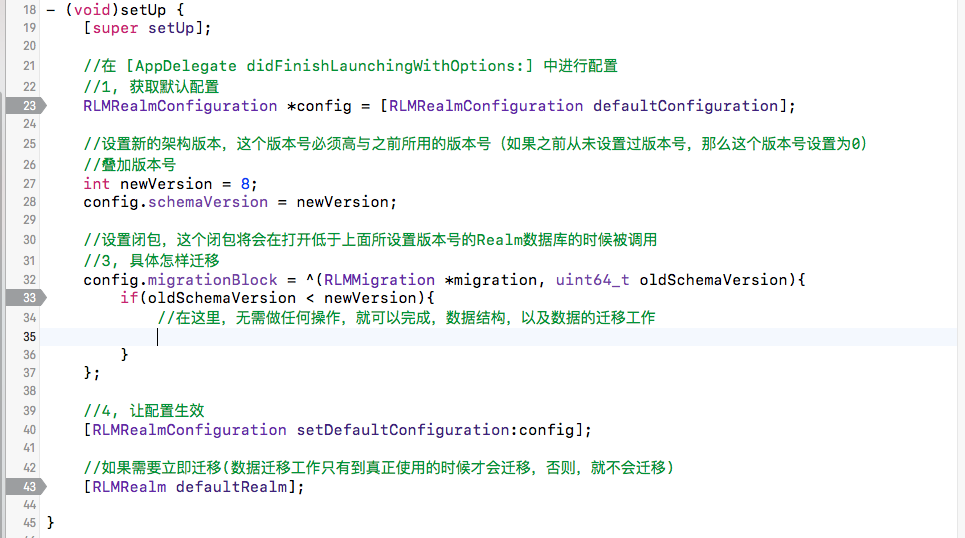 18 - (void)setUp {
19 [super setUp];
20
21 //在 [AppDelegate didFinishLaunchingWithOptions:] 中进行配置
22 //1, 获取默认配置
23 RLMRealmConfiguration *config = [RLMRealmConfiguration defaultConfiguration];
24
25 //设置新的架构版本, 这个版本号必须高与之前所用的版本号 (如果之前从未设置过版本号, 那么这个版本号设置为0)
26 //叠加版本号
27 int newVersion = 8;
28 config.schemaVersion = newVersion;
29
30 //设置闭包, 这个闭包将会在打开低于上面所设置版本号的Realm数据库的时候被调用
31 //3, 具体怎样迁移
32 config.migrationBlock = ^(RLMMigration *migration, uint64_t oldSchemaVersion){
33 if(oldSchemaVersion < newVersion){
34 //在这里, 无需做任何操作, 就可以完成, 数据结构, 以及数据的迁移工作
35
36 }
37 };
38
39 //4, 让配置生效
40 [RLMRealmConfiguration setDefaultConfiguration:config];
41
42 //如果需要立即迁移(数据迁移工作只有到真正使用的时候才会迁移, 否则, 就不会迁移)
43 [RLMRealm defaultRealm];
44
45 }